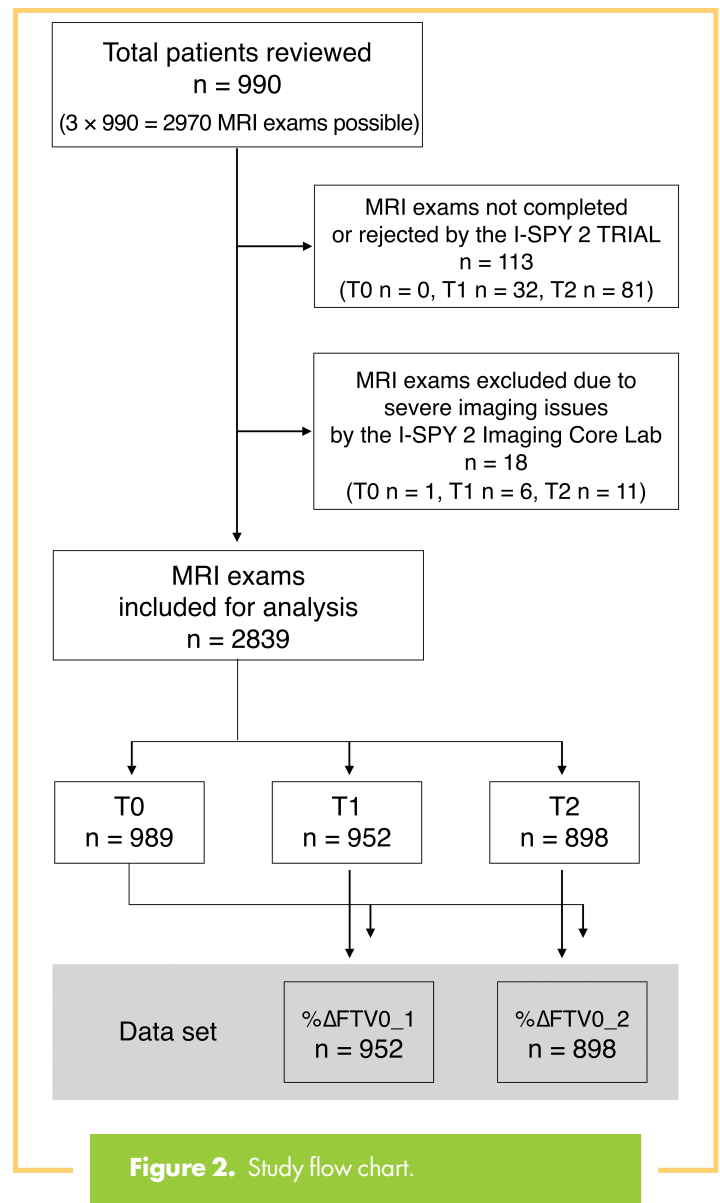 Total patients reviewed
n = 990
(3 × 990 = 2970 MRI exams possible)
MRI exams not completed
or rejected by the I-SPY 2 TRIAL
n = 113
(T0 n = 0, T1 n = 32, T2 n = 81)
MRI exams excluded due to
severe imaging issues
by the I-SPY 2 Imaging Core Lab
n = 18
(T0 n = 1, T1 n = 6, T2 n = 11)
MRI exams
included for analysis
n = 2839
T0
n = 989
T1
n = 952
T2
n = 898
Data set
%ΔFTV0_1
n = 952
%ΔFTV0_2
n = 898
Figure 2. Study flow chart.